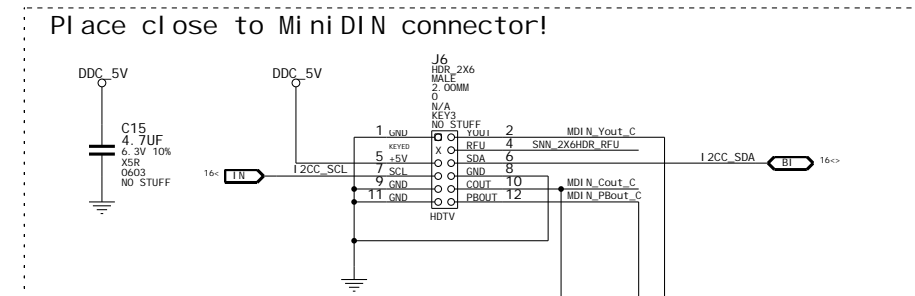 Place close to MiniDIN connector!
DDC_5V
DDC_5V
C15
4.7UF
6.3V 10%
X5R
0603
NO STUFF
J6
HDR_2X6
MALE
2.00MM
0
N/A
KEY3
NO STUFF
1 GND YOUT 2 MDIN_Yout_C
KEYED X RFU 4 SNN_2X6HDR_RFU
5 +5V SDA 6 I2CC_SDA BI 16<>
16< IN I2CC_SCL 7 SCL GND 8
9 GND COUT 10 MDIN_Cout_C
11 GND PBOUT 12 MDIN_PBout_C
HDTV